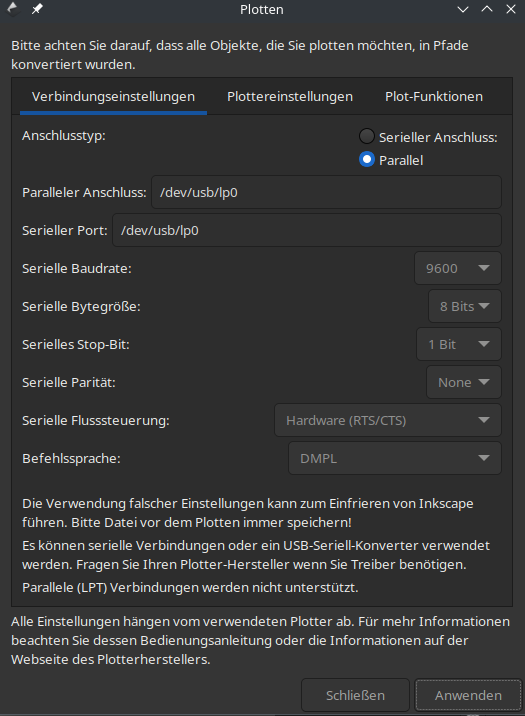 Plotten
Bitte achten Sie darauf, dass alle Objekte, die Sie plotten möchten, in Pfade
konvertiert wurden.
Verbindungseinstellungen Plottereinstellungen Plot-Funktionen
Anschlusstyp: Serieller Anschluss:
Parallel
Paralleler Anschluss: /dev/usb/lp0
Serieller Port: /dev/usb/lp0
Serielle Baudrate: 9600
Serielle Bytegröße: 8 Bits
Serielles Stop-Bit: 1 Bit
Serielle Parität: None
Serielle Flusssteuerung: Hardware (RTS/CTS)
Befehlssprache: DMPL
Die Verwendung falscher Einstellungen kann zum Einfrieren von Inkscape
führen. Bitte Datei vor dem Plotten immer speichern!
Es können serielle Verbindungen oder ein USB-Seriell-Konverter verwendet
werden. Fragen Sie Ihren Plotter-Hersteller wenn Sie Treiber benötigen.
Parallele (LPT) Verbindungen werden nicht unterstützt.
Alle Einstellungen hängen vom verwendeten Plotter ab. Für mehr Informationen
beachten Sie dessen Bedienungsanleitung oder die Informationen auf der
Webseite des Plotterherstellers.
Schließen Anwenden